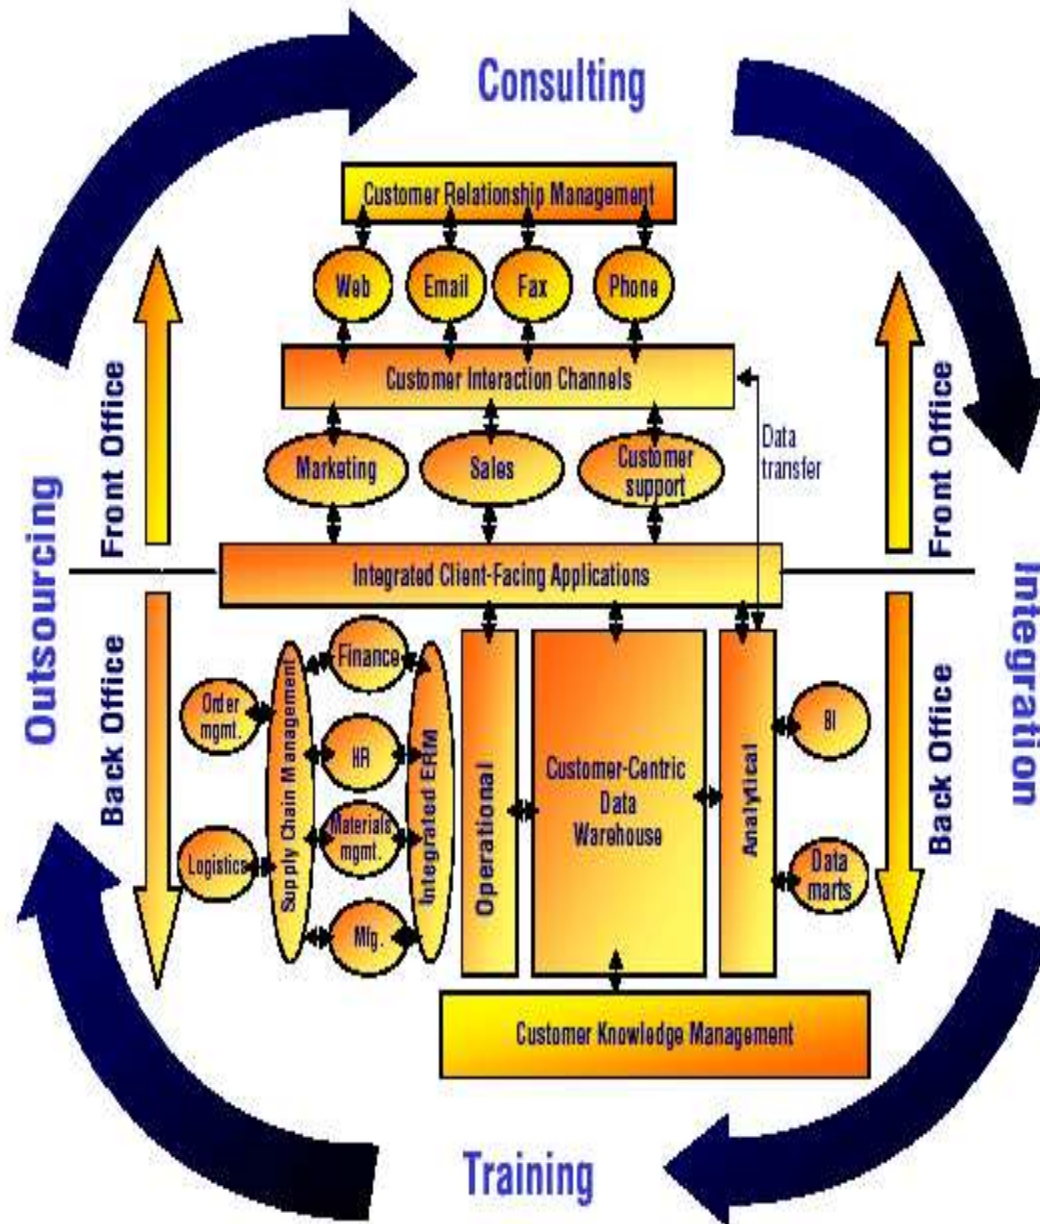 Consulting
Customer Relationship Management
Web
Email
Fax
Phone
Customer Interaction Channels
Marketing
Sales
Customer
support
Data
transfer
Front Office
Front Office
Integrated Client-Facing Applications
Outsourcing
Integration
Back Office
Back Office
Order
mgmt.
Logistics
Supply Chain Management
Finance
HR
Materials
mgmt.
Mfg.
Integrated ERM
Operational
Customer-Centric
Data
Warehouse
Analytical
BI
Data
marts
Customer Knowledge Management
Training